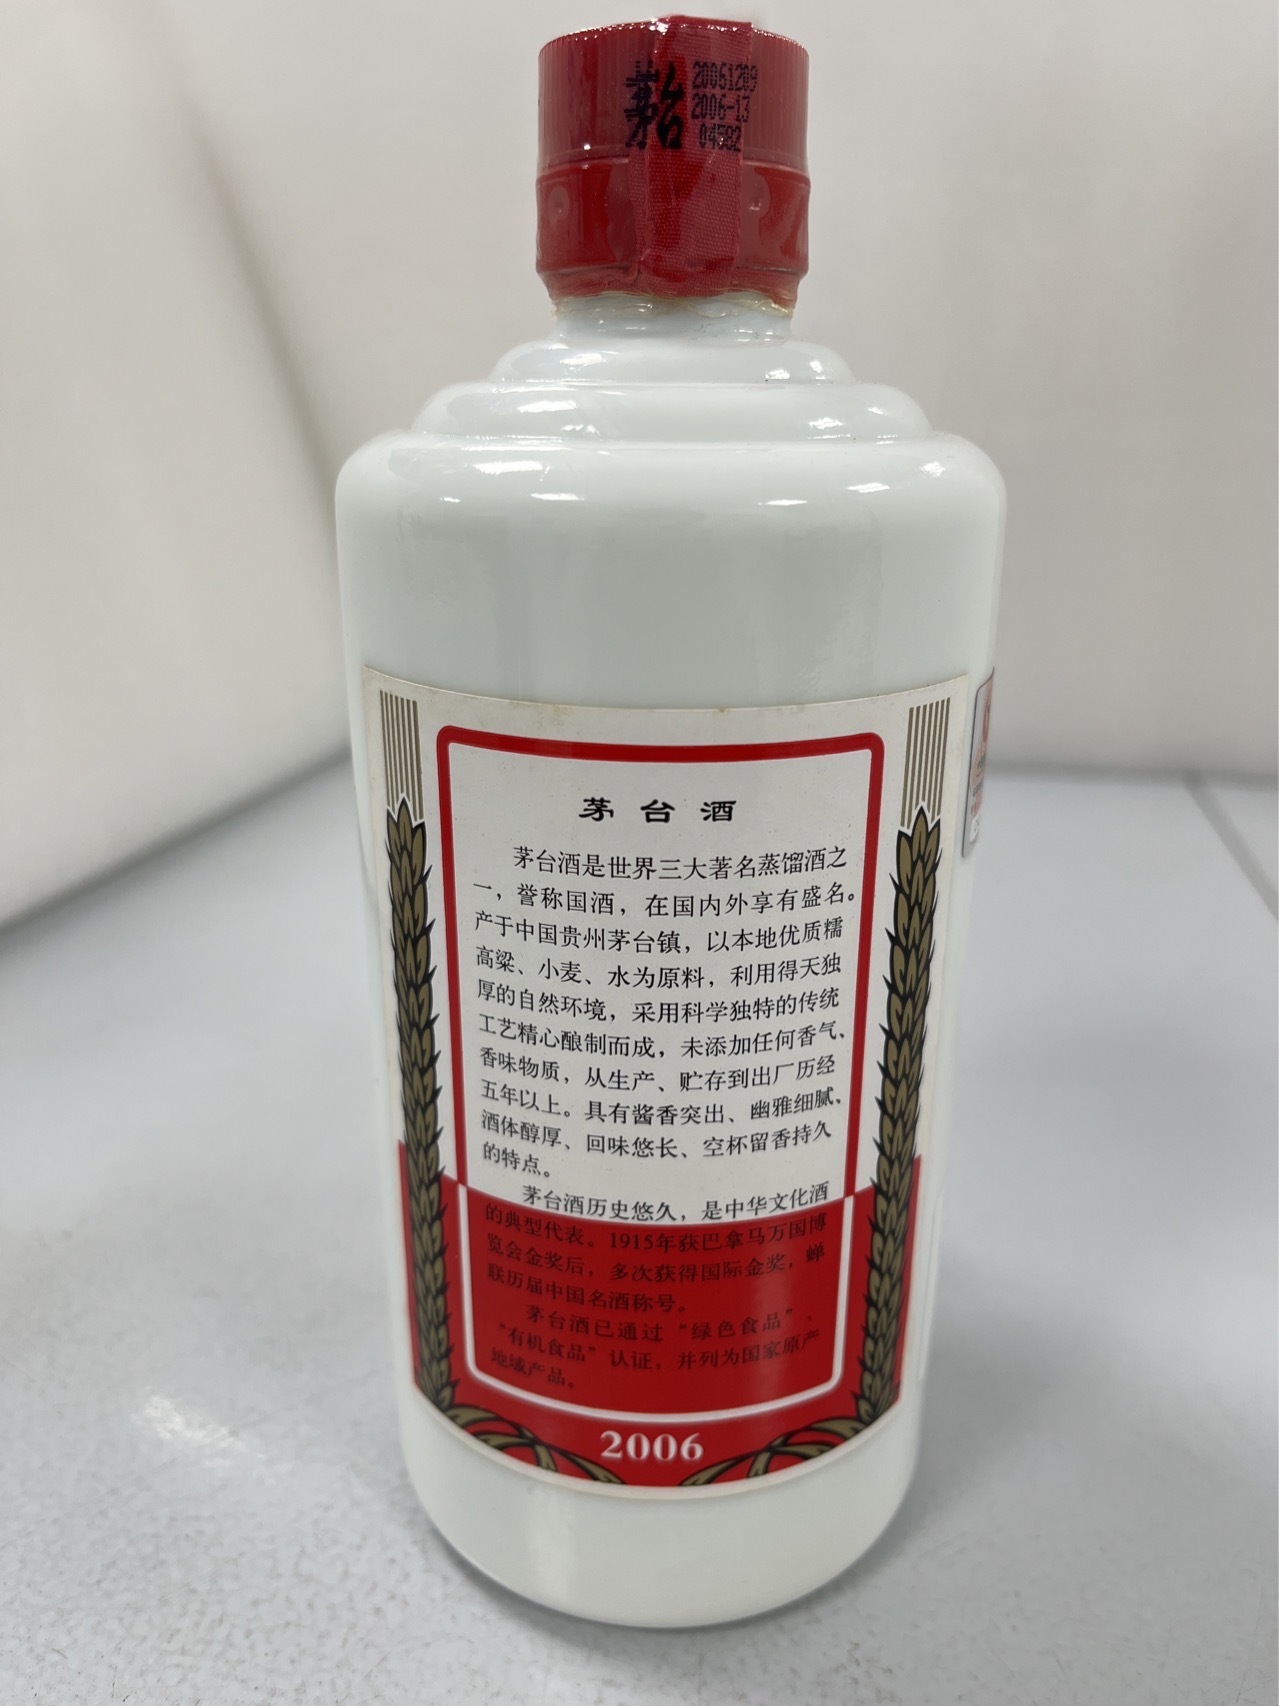 茅台
20061209
2006-13
04582
茅台酒
茅台酒是世界三大著名蒸馏酒之
一，誉称国酒，在国内外享有盛名。
产于中国贵州茅台镇，以本地优质糯
高粱、小麦、水为原料，利用得天独
厚的自然环境，采用科学独特的传统
工艺精心酿制而成，未添加任何香气、
香味物质，从生产、贮存到出厂历经
五年以上。具有酱香突出、幽雅细腻、
酒体醇厚、回味悠长、空杯留香持久
的特点。
茅台酒历史悠久，是中华文化酒
的典型代表。1915年获巴拿马万国博
览会金奖后，多次获得国际金奖，蝉
联历届中国名酒称号。
茅台酒已通过“绿色食品”、
“有机食品”认证，并列为国家原产
地域产品。
2006